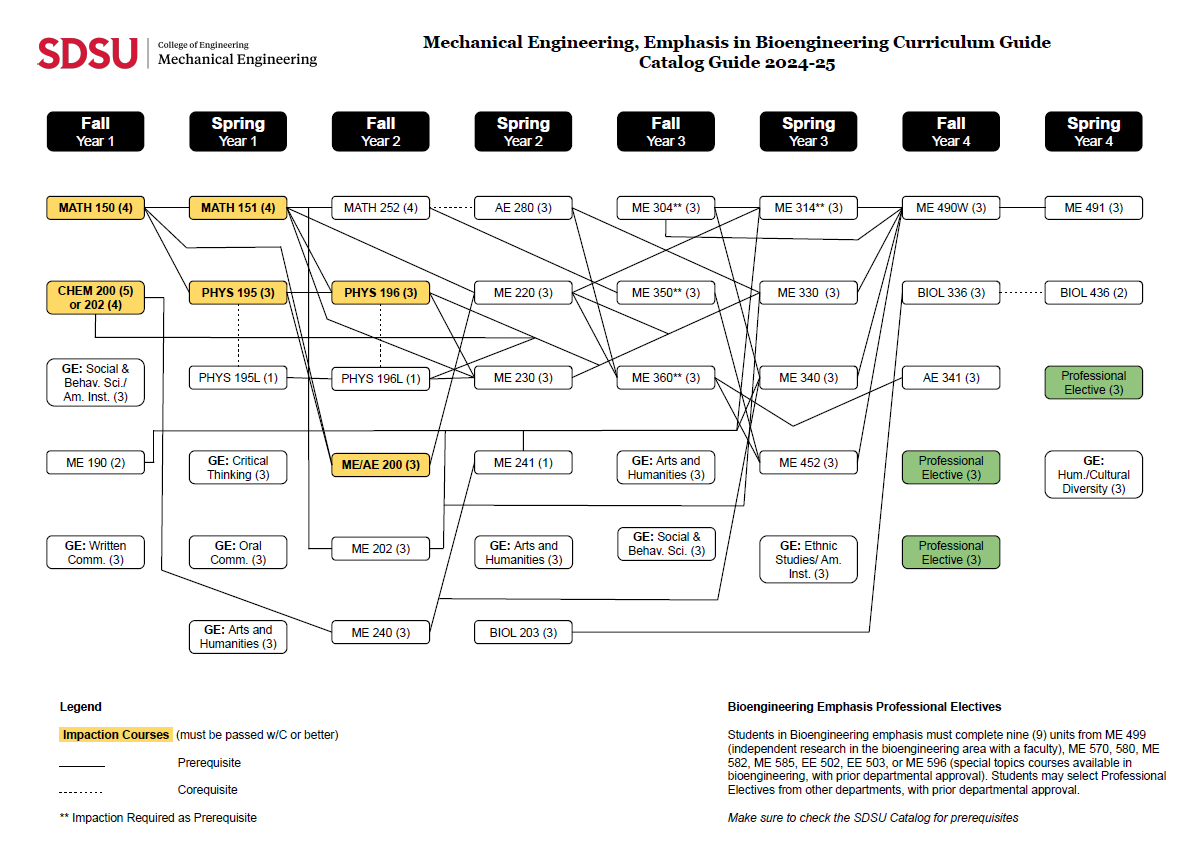 SDSU
College of Engineering
Mechanical Engineering
Mechanical Engineering, Emphasis in Bioengineering Curriculum Guide
Catalog Guide 2024-25
Fall
Year 1
Spring
Year 1
Fall
Year 2
Spring
Year 2
Fall
Year 3
Spring
Year 3
Fall
Year 4
Spring
Year 4
MATH 150 (4)
MATH 151 (4)
MATH 252 (4)
AE 280 (3)
ME 304** (3)
ME 314** (3)
ME 490W (3)
ME 491 (3)
CHEM 200 (5)
or 202 (4)
PHYS 195 (3)
PHYS 196 (3)
ME 220 (3)
ME 350** (3)
ME 330 (3)
BIOL 336 (3)
BIOL 436 (2)
GE: Social &
Behav. Sci./
Am. Inst. (3)
PHYS 195L (1)
PHYS 196L (1)
ME 230 (3)
ME 360** (3)
ME 340 (3)
AE 341 (3)
Professional
Elective (3)
ME 190 (2)
GE: Critical
Thinking (3)
ME/AE 200 (3)
ME 241 (1)
GE: Arts and
Humanities (3)
ME 452 (3)
Professional
Elective (3)
GE:
Hum./Cultural
Diversity (3)
GE: Written
Comm. (3)
GE: Oral
Comm. (3)
ME 202 (3)
GE: Arts and
Humanities (3)
GE: Social &
Behav. Sci. (3)
GE: Ethnic
Studies/ Am.
Inst. (3)
Professional
Elective (3)
GE: Arts and
Humanities (3)
ME 240 (3)
BIOL 203 (3)
Legend
Impaction Courses (must be passed w/C or better)
Prerequisite
Corequisite
** Impaction Required as Prerequisite
Bioengineering Emphasis Professional Electives
Students in Bioengineering emphasis must complete nine (9) units from ME 499
(independent research in the bioengineering area with a faculty), ME 570, 580, ME
582, ME 585, EE 502, EE 503, or ME 596 (special topics courses available in
bioengineering, with prior departmental approval). Students may select Professional
Electives from other departments, with prior departmental approval.
Make sure to check the SDSU Catalog for prerequisites